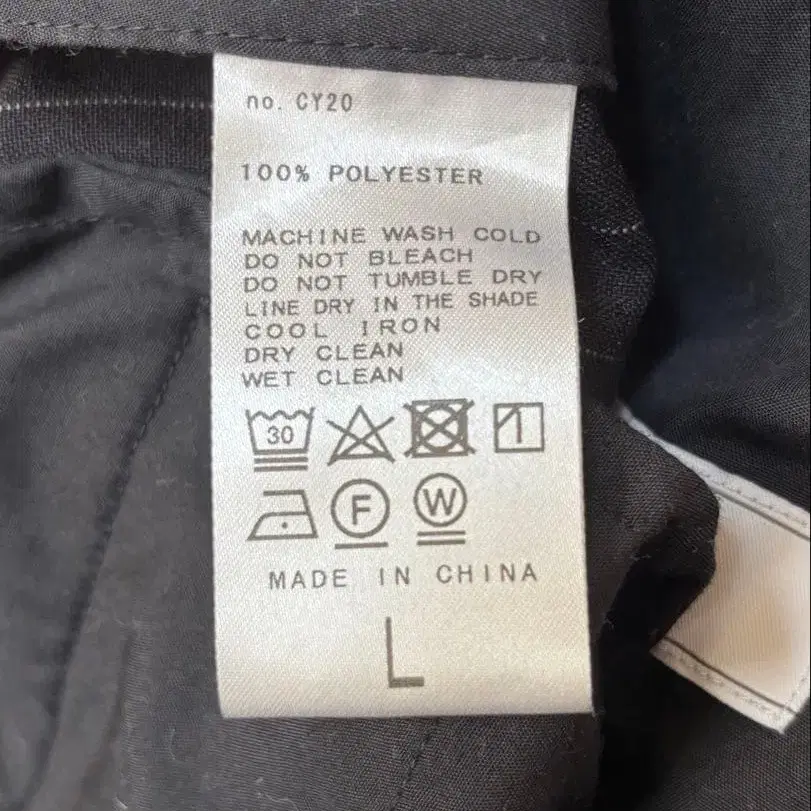 no. CY20
100% POLYESTER
MACHINE WASH COLD
DO NOT BLEACH
DO NOT TUMBLE DRY
LINE DRY IN THE SHADE
COOL IRON
DRY CLEAN
WET CLEAN
30
F W
MADE IN CHINA
L